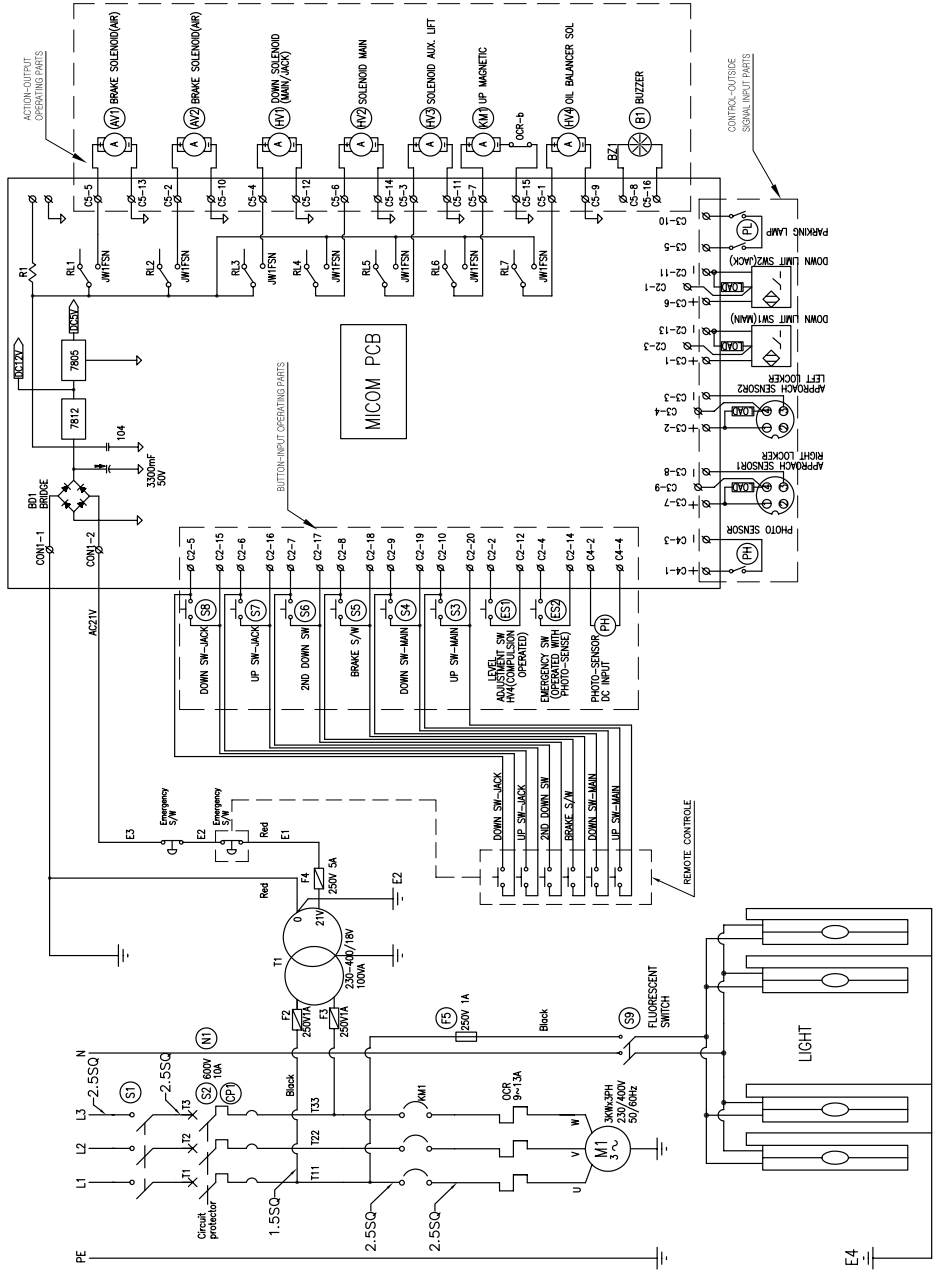 ACTION-OUTPUT
OPERATING PARTS
AV1
BRAKE SOLENOID(AIR)
AV2
BRAKE SOLENOID(AIR)
HV1
DOWN SOLENOID
(MAIN/JACK)
HV2
SOLENOID MAIN
HV3
SOLENOID AUX. LIFT
KM1
UP MAGNETIC
OCR-b
HV4
OIL BALANCER SOL
B1
BUZZER
BZ1
A
A
A
A
A
A
A
C5-5
C5-13
C5-2
C5-10
C5-4
C5-12
C5-6
C5-14
C5-3
C5-11
C5-7
C5-15
C5-1
C5-9
C5-8
C5-16
R1
RL1
JW1FSN
RL2
JW1FSN
RL3
JW1FSN
RL4
JW1FSN
RL5
JW1FSN
RL6
JW1FSN
RL7
JW1FSN
DC12V
DC5V
7805
7812
104
3300mF
50V
BD1
BRIDGE
CON1-1
CON1-2
AC21V
MICOM PCB
BUTTON-INPUT OPERATING PARTS
CONTROL-OUTSIDE
SIGNAL INPUT PARTS
C3-10
C3-5
PL
PARKING LAMP
C2-11
C2-1
C3-6
LOAD
DOWN LIMIT SW2(JACK)
C2-13
C2-3
C3-1
LOAD
DOWN LIMIT SW1(MAIN)
C3-3
C3-4
C3-2
LOAD
APPROACH SENSOR2
LEFT LOCKER
C3-8
C3-9
C3-7
LOAD
APPROACH SENSOR1
RIGHT LOCKER
C4-3
C4-1
PH
PHOTO SENSOR
C2-5
C2-15
C2-6
C2-16
C2-7
C2-17
C2-8
C2-18
C2-9
C2-19
C2-10
C2-20
C2-2
C2-12
C2-4
C2-14
C4-2
C4-4
S8
DOWN SW-JACK
S7
UP SW-JACK
S6
2ND DOWN SW
S5
BRAKE S/W
S4
DOWN SW-MAIN
S3
UP SW-MAIN
ES1
LEVEL
ADJUSTMENT SW
HV4(COMPULSION
OPERATED)
ES2
EMERGENCY SW
(OPERATED WITH
PHOTO-SENSE)
PH
PHOTO-SENSOR
DC INPUT
DOWN SW-JACK
UP SW-JACK
2ND DOWN SW
BRAKE S/W
DOWN SW-MAIN
UP SW-MAIN
REMOTE CONTROLE
E3
Emergency
S/W
E2
Emergency
S/W
Red
E1
Red
F4
250V 5A
0
21V
E2
T1
230-400/18V
100VA
F2
250V1A
F3
250V1A
Black
F5
250V 1A
Black
S9
FLUORESCENT
SWITCH
LIGHT
N
N1
L3
2.5SQ
S1
2.5SQ
T3
S2
600V
10A
CP1
T33
KM1
OCR
9~13A
W
L2
T2
T22
V
L1
T1
Circuit
protector
T11
1.5SQ
2.5SQ
2.5SQ
U
M1
3~
3KWx3PH
230/400V
50/60Hz
PE
E4